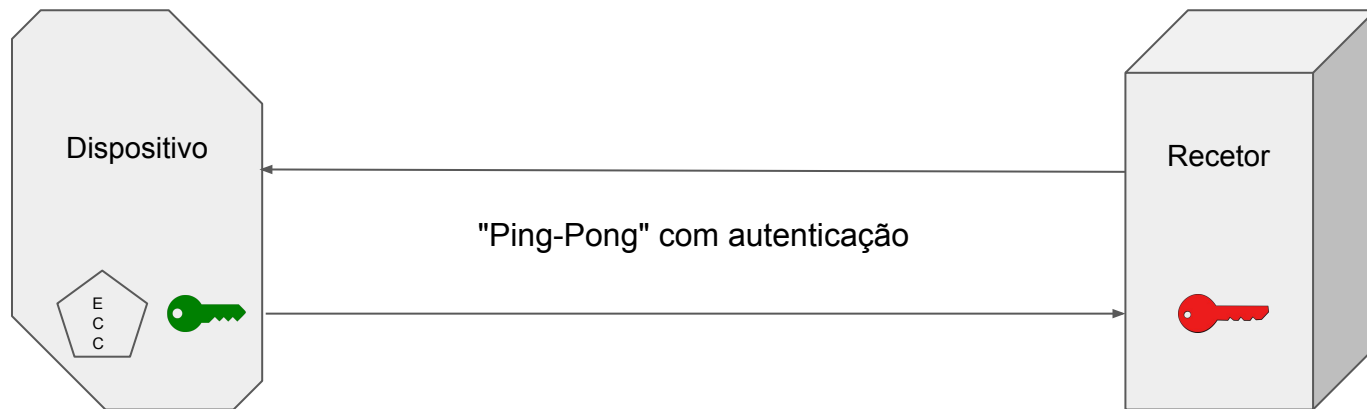 Dispositivo
Recetor
"Ping-Pong" com autenticação
E
C
C